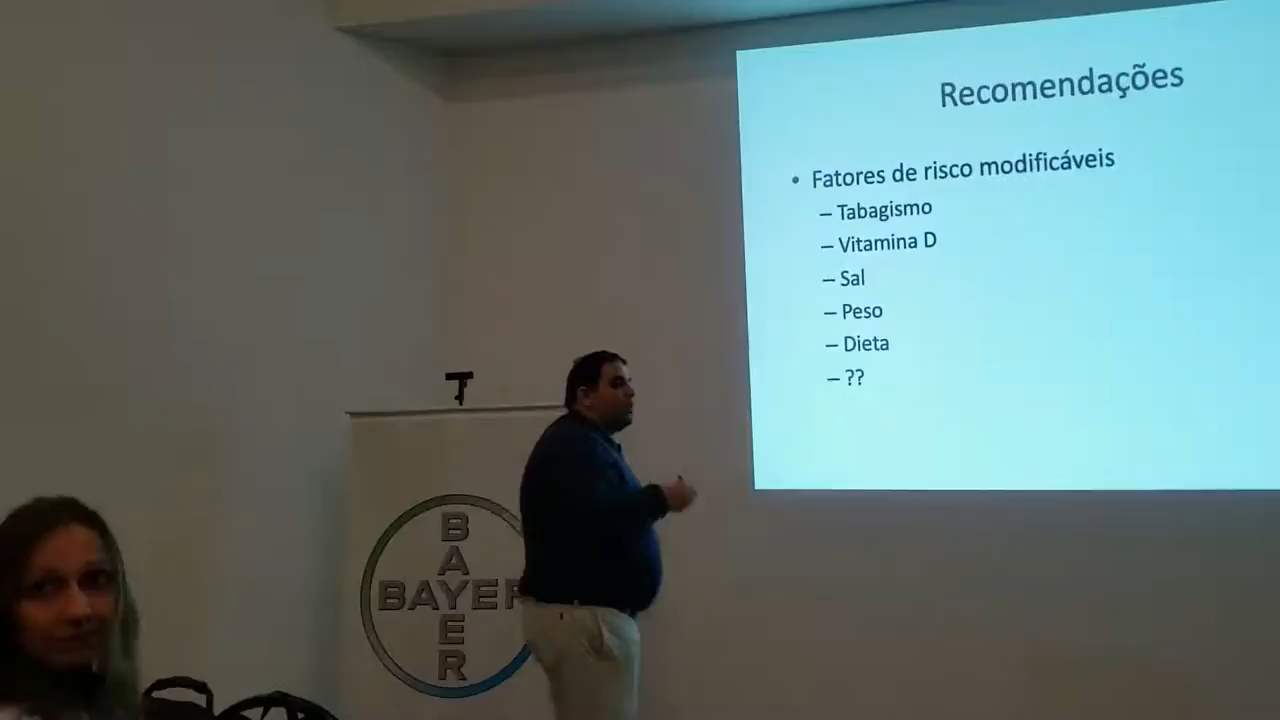 Recomendações
• Fatores de risco modificáveis
– Tabagismo
– Vitamina D
– Sal
– Peso
– Dieta
– ??
BAYER
BAYER